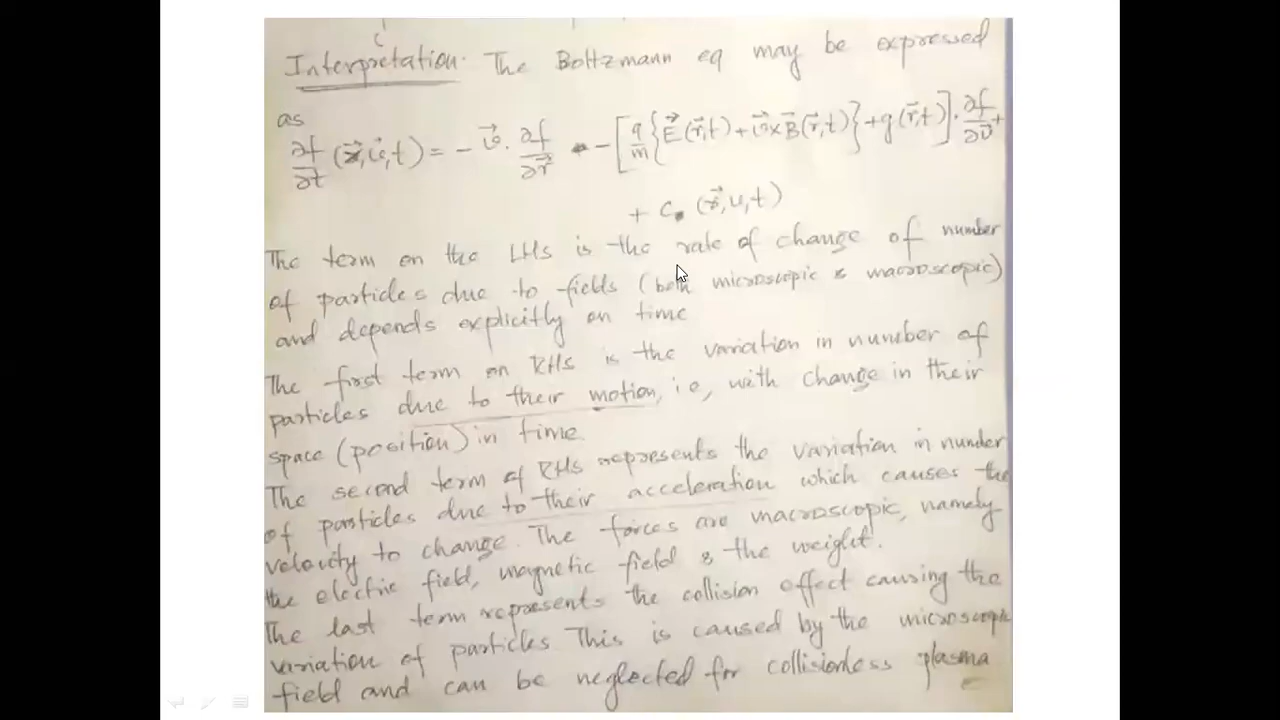 Interpretation: The Boltzmann eq may be expressed
as
∂f/∂t (r⃗,v⃗,t) = - v⃗ · ∂f/∂r⃗ - [q/m {E⃗(r⃗,t) + v⃗×B⃗(r⃗,t)} + g(r⃗,t)] · ∂f/∂v⃗ +
+ C (r⃗,v,t)
The term on the LHS is the rate of change of number
of particles due to fields (both microscopic & macroscopic)
and depends explicitly on time
The first term on RHS is the variation in number of
particles due to their motion, i.e, with change in their
space (position) in time
The second term of RHS represents the variation in number
of particles due to their acceleration which causes the
velocity to change. The forces are macroscopic, namely
the electric field, magnetic field & the weight.
The last term represents the collision effect causing the
variation of particles This is caused by the microscopic
field and can be neglected for collisionless plasma